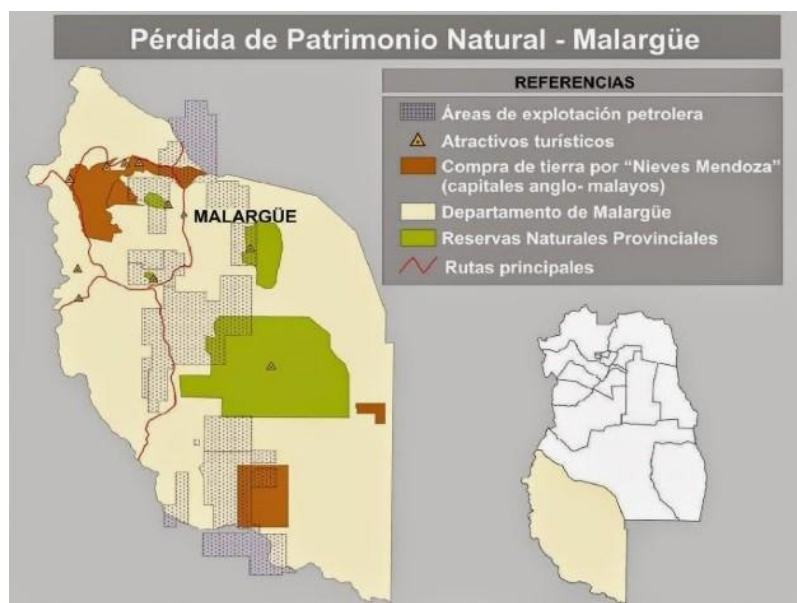 Pérdida de Patrimonio Natural - Malargüe
REFERENCIAS
Áreas de explotación petrolera
Atractivos turísticos
Compra de tierra por “Nieves Mendoza”
(capitales anglo- malayos)
Departamento de Malargüe
Reservas Naturales Provinciales
Rutas principales
MALARGÜE